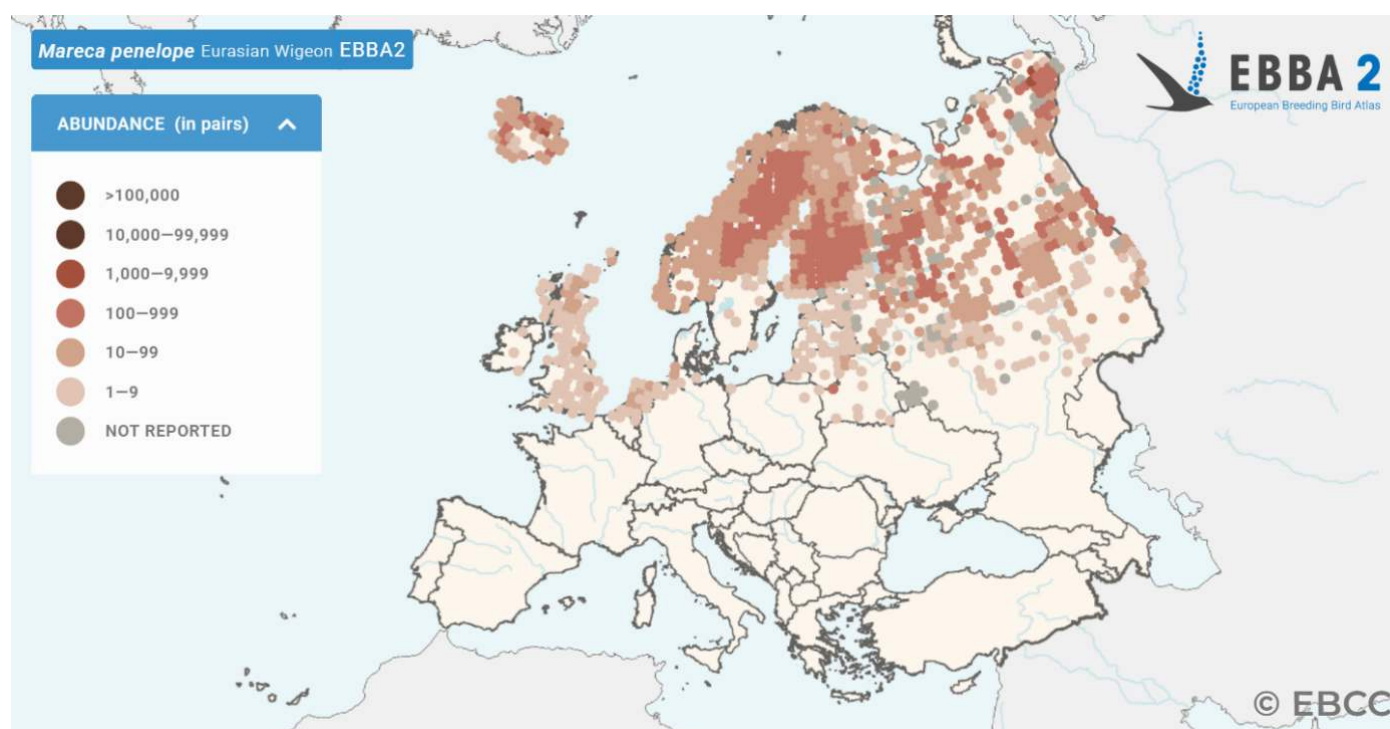 Mareca penelope Eurasian Wigeon EBBA2
EBBA 2
European Breeding Bird Atlas
ABUNDANCE (in pairs)
>100,000
10,000–99,999
1,000–9,999
100–999
10–99
1–9
NOT REPORTED
© EBCC